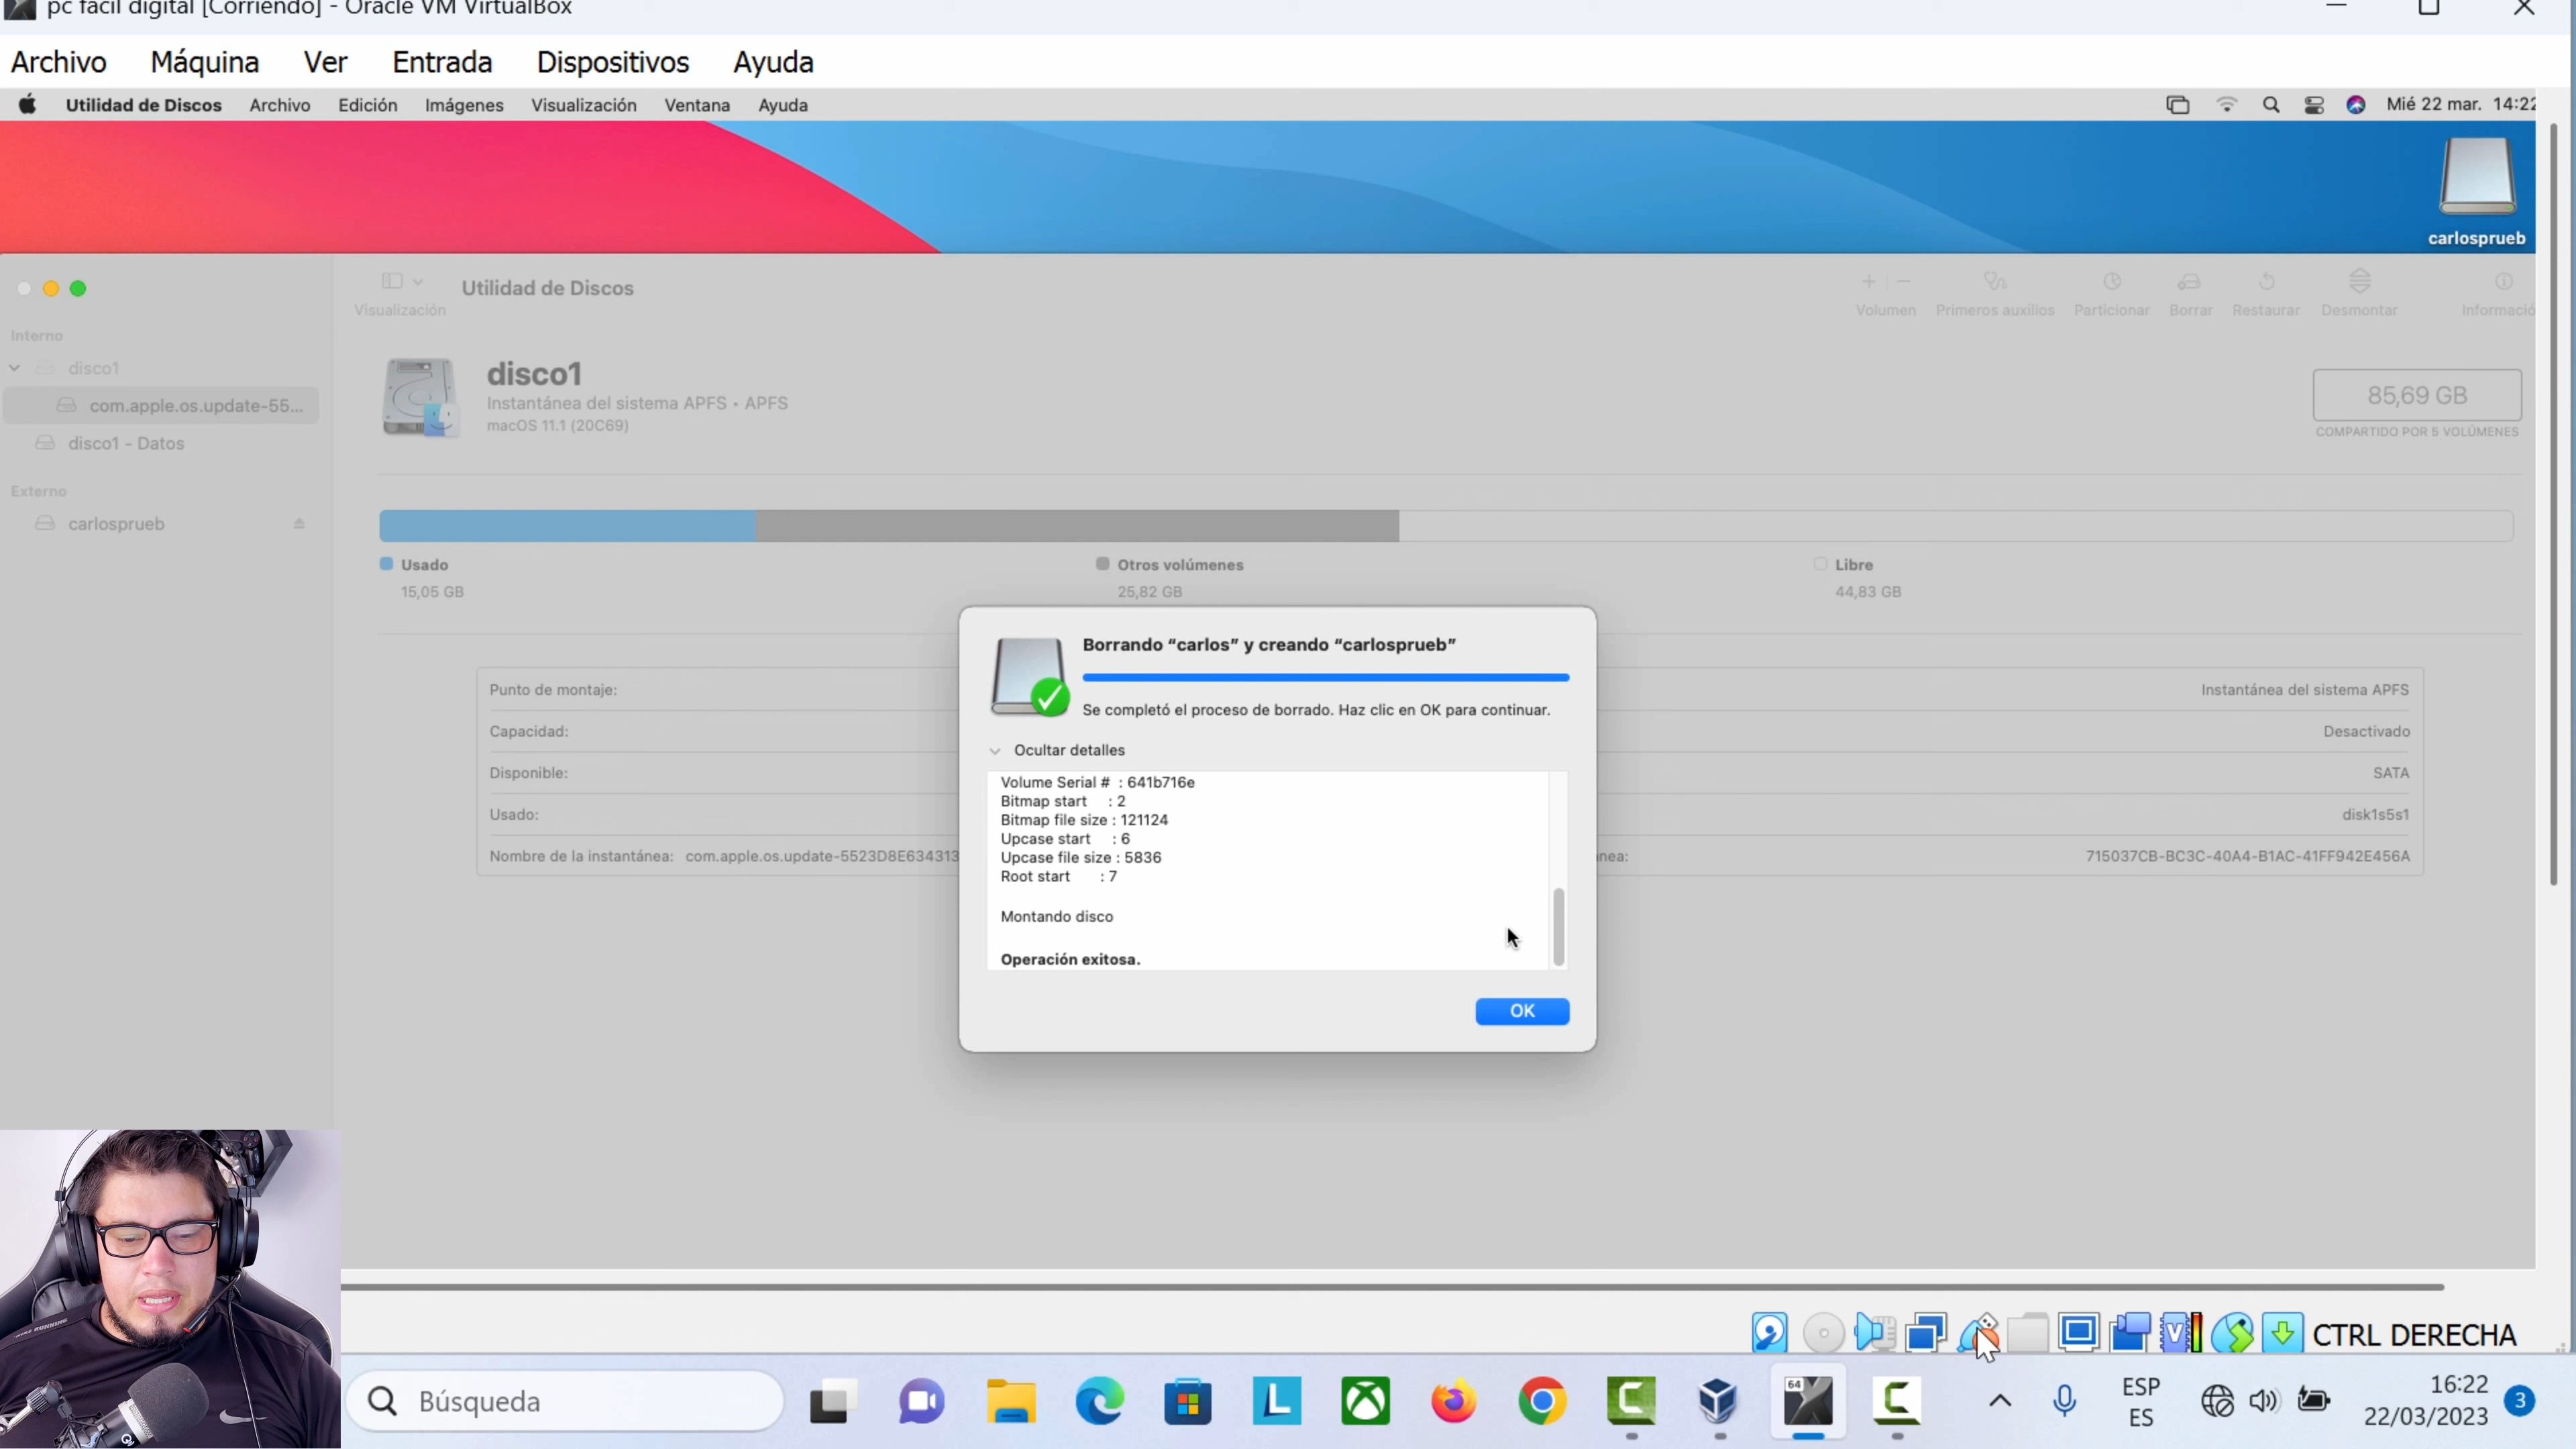 pc facil digital [Corriendo] - Oracle VM VirtualBox
Archivo Máquina Ver Entrada Dispositivos Ayuda
Utilidad de Discos Archivo Edición Imágenes Visualización Ventana Ayuda
Mié 22 mar. 14:22
carlosprueb
Visualización
Utilidad de Discos
Volumen Primeros auxilios Particionar Borrar Restaurar Desmontar Informació
Interno
disco1
com.apple.os.update-55...
disco1 - Datos
Externo
carlosprueb
disco1
Instantánea del sistema APFS • APFS
macOS 11.1 (20C69)
85,69 GB
COMPARTIDO POR 5 VOLÚMENES
Usado
15,05 GB
Otros volúmenes
25,82 GB
Libre
44,83 GB
Punto de montaje:
Capacidad:
Disponible:
Usado:
Nombre de la instantánea: com.apple.os.update-5523D8E634313
Instantánea del sistema APFS
Desactivado
SATA
disk1s5s1
nea: 715037CB-BC3C-40A4-B1AC-41FF942E456A
Borrando “carlos” y creando “carlosprueb”
Se completó el proceso de borrado. Haz clic en OK para continuar.
Ocultar detalles
Volume Serial # : 641b716e
Bitmap start : 2
Bitmap file size : 121124
Upcase start : 6
Upcase file size : 5836
Root start : 7
Montando disco
Operación exitosa.
OK
CTRL DERECHA
Búsqueda
64
ESP
ES
16:22
22/03/2023
3